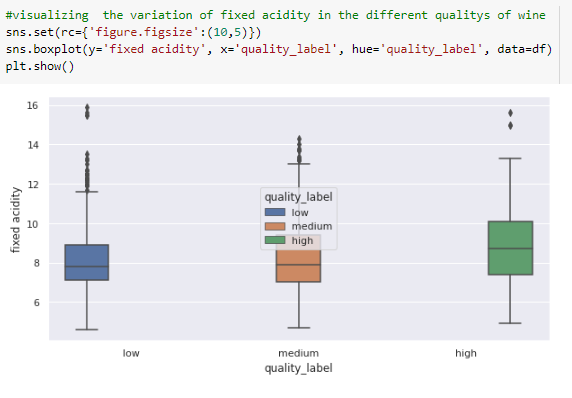 #visualizing  the variation of fixed acidity in the different qualitys of wine
sns.set(rc={'figure.figsize':(10,5)})
sns.boxplot(y='fixed acidity', x='quality_label', hue='quality_label', data=df)
plt.show()
16
14
12
10
8
6
fixed acidity
quality_label
low
medium
high
low
medium
high
quality_label